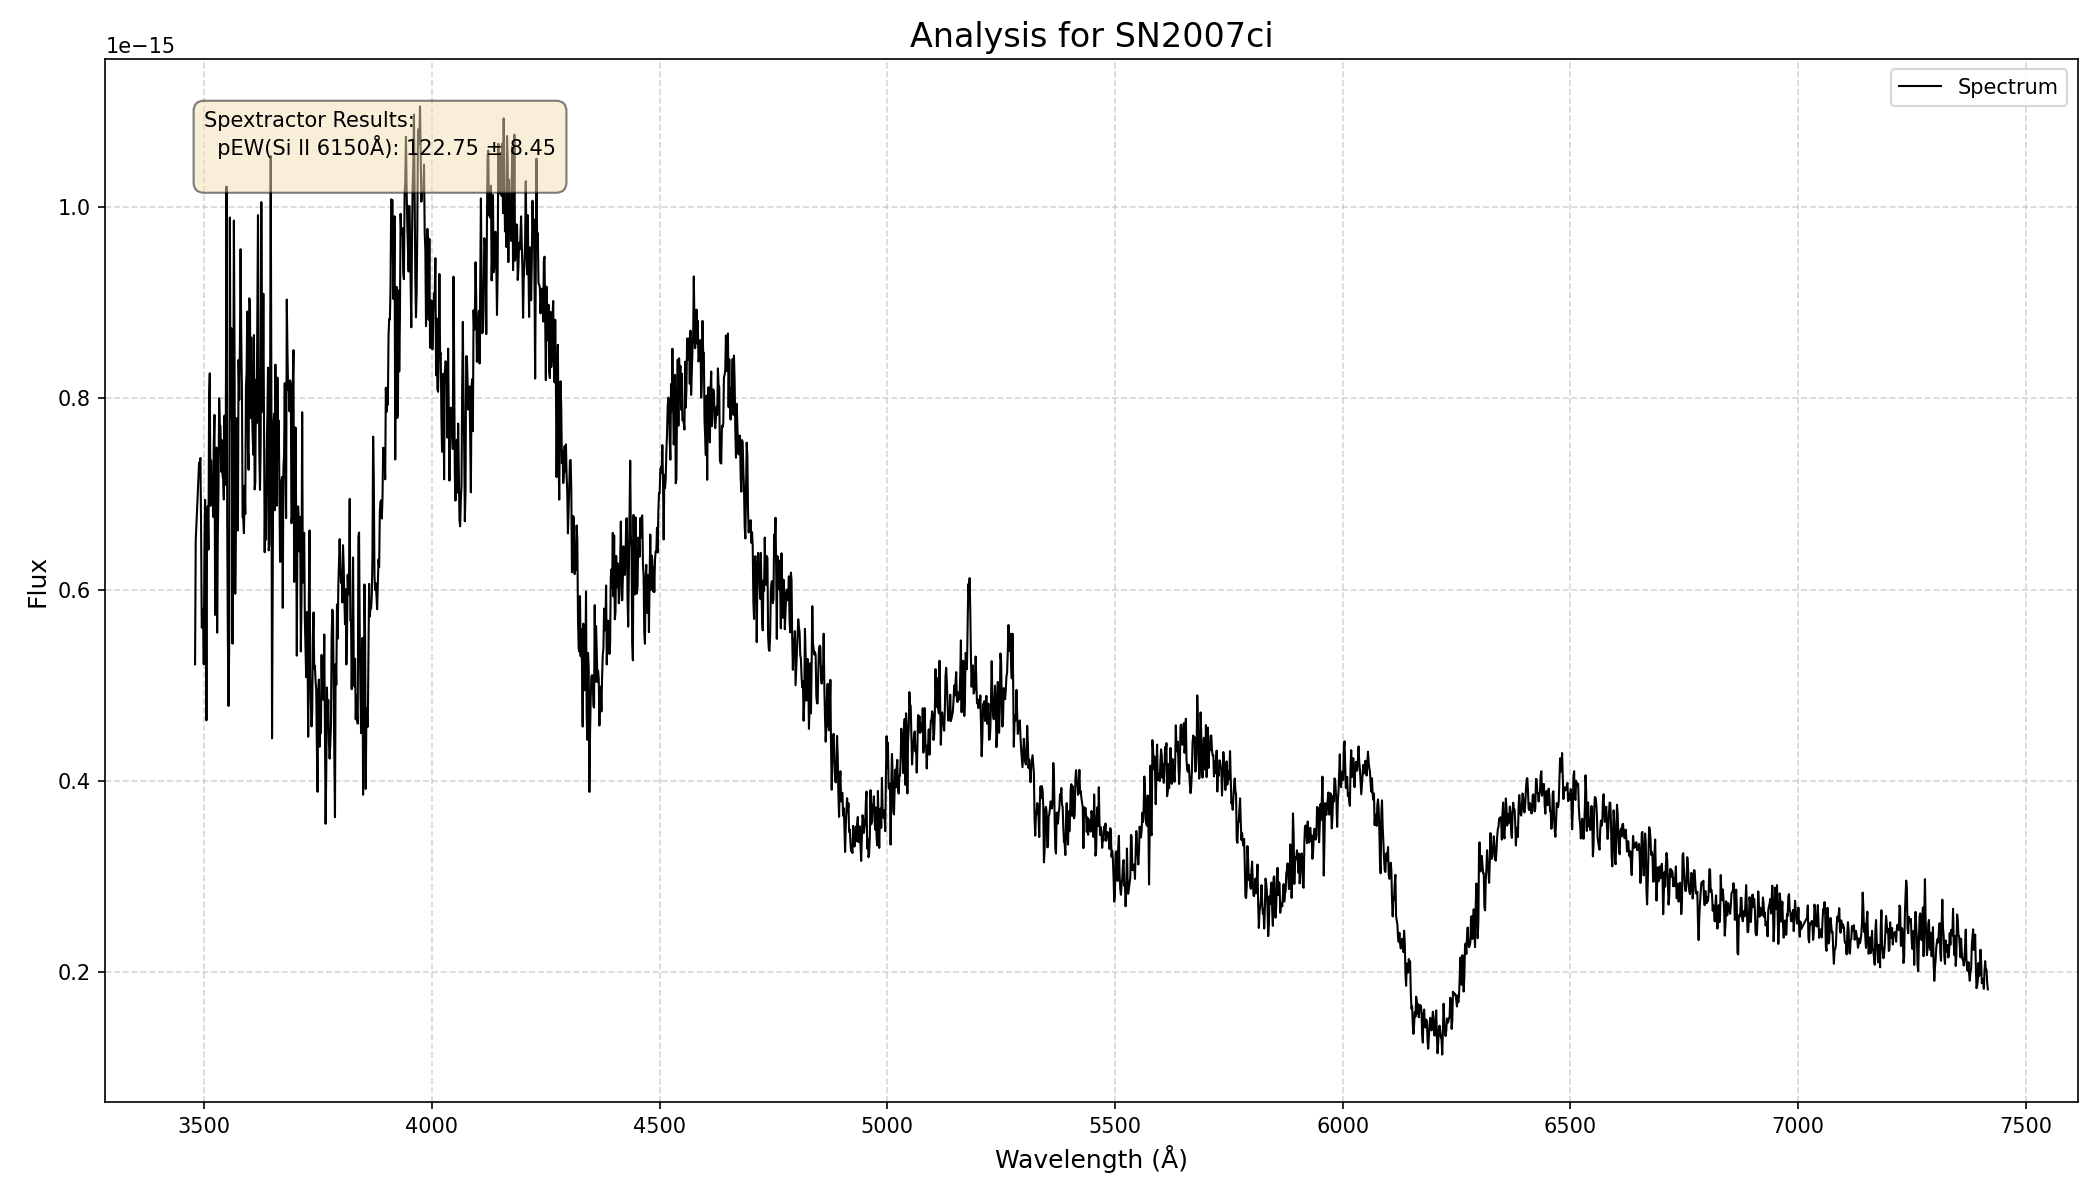 Analysis for SN2007ci
1e−15
Spectrum
Spextractor Results:
pEW(Si II 6150Å): 122.75 ± 8.45
1.0
0.8
0.6
0.4
0.2
Flux
3500 4000 4500 5000 5500 6000 6500 7000 7500
Wavelength (Å)